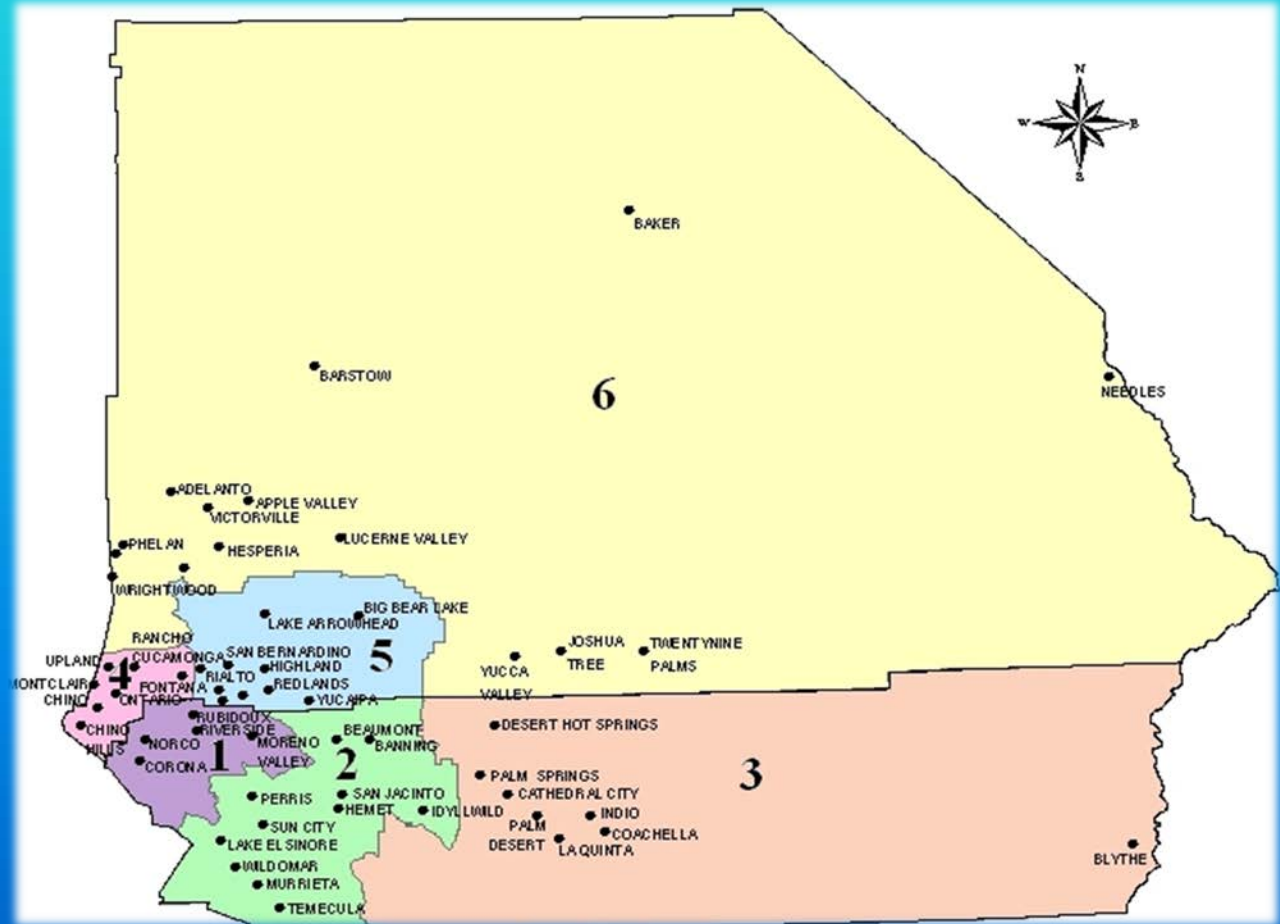 N
W E
S
BAKER
BARSTOW
6
NEEDLES
ADELANTO
APPLE VALLEY
VICTORVILLE
PHELAN
HESPERIA
LUCERNE VALLEY
WRIGHTWOOD
BIG BEAR LAKE
LAKE ARROWHEAD
RANCHO
CUCAMONGA
SAN BERNARDINO
5
JOSHUA
TREE
TWENTYNINE
PALMS
UPLAND
4
HIGHLAND
YUCCA
VALLEY
MONTCLAIR
FONTANA
RIALTO
REDLANDS
CHINO
ONTARIO
YUCAIPA
RUBIDOUX
CHINO
HILLS
RIVERSIDE
BEAUMONT
DESERT HOT SPRINGS
NORCO
1
MORENO
VALLEY
2
BANNING
CORONA
3
PALM SPRINGS
PERRIS
SAN JACINTO
CATHEDRAL CITY
HEMET
IDYLLWILD
PALM
DESERT
INDIO
SUN CITY
COACHELLA
LAKE ELSINORE
LA QUINTA
BLYTHE
WILDOMAR
MURRIETA
TEMECULA